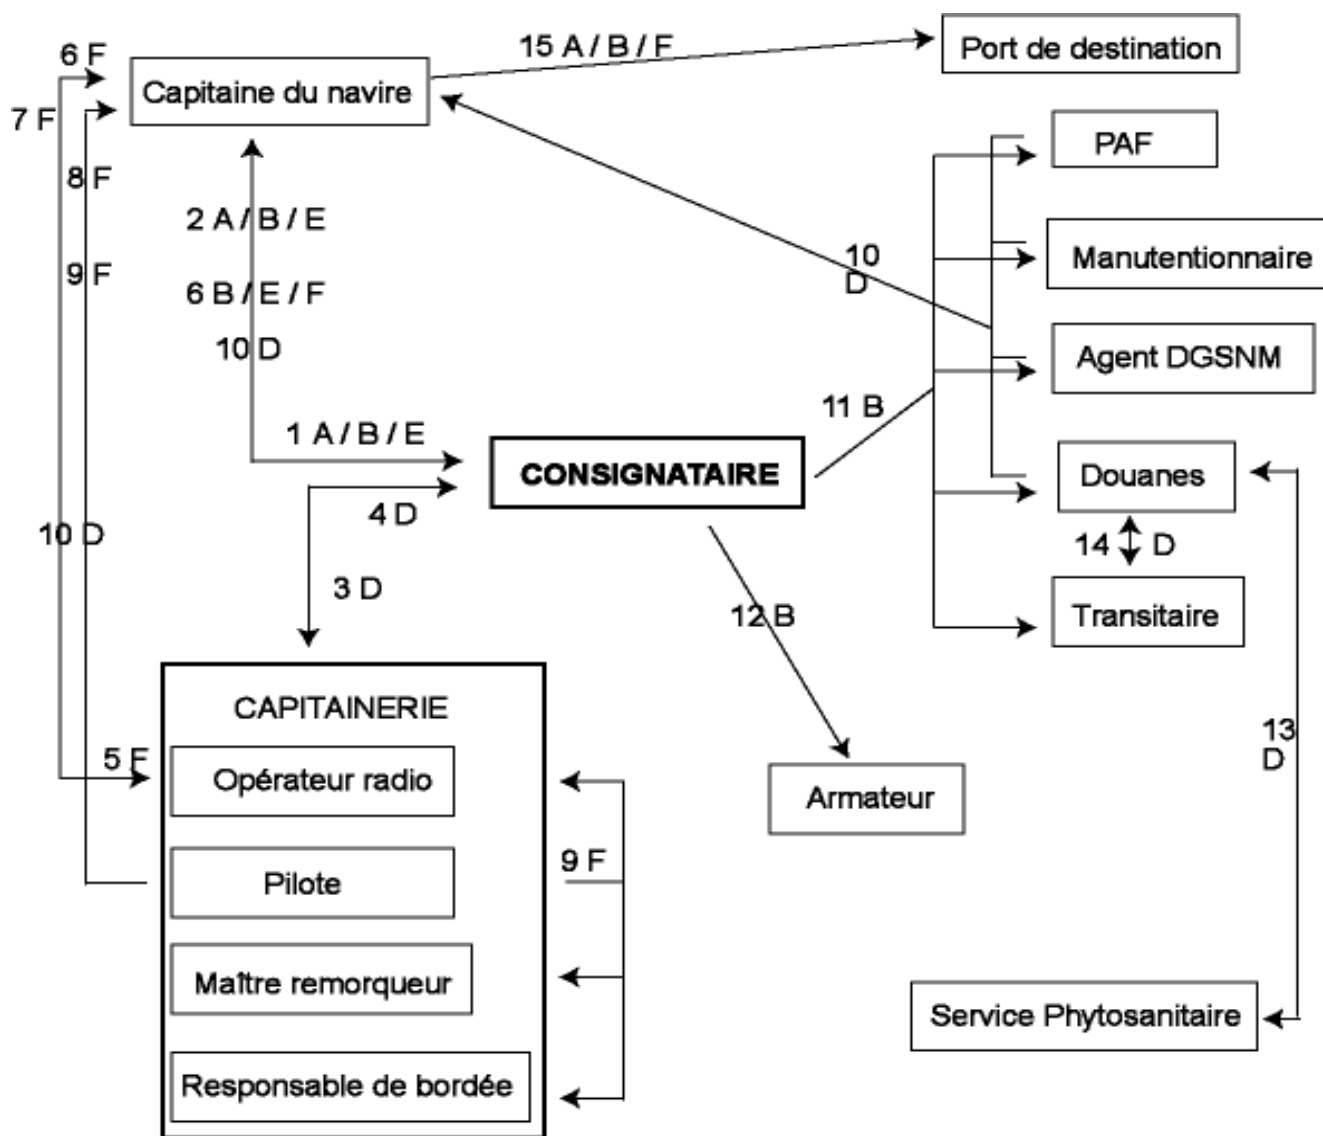 6 F
15 A / B / F
Port de destination
Capitaine du navire
7 F
PAF
8 F
2 A / B / E
9 F
10
D
Manutentionnaire
6 B / E / F
10 D
Agent DGSNM
11 B
1 A / B / E
CONSIGNATAIRE
Douanes
4 D
10 D
14 D
3 D
12 B
Transitaire
CAPITAINERIE
13
D
5 F
Opérateur radio
Armateur
9 F
Pilote
Maître remorqueur
Service Phytosanitaire
Responsable de bordée